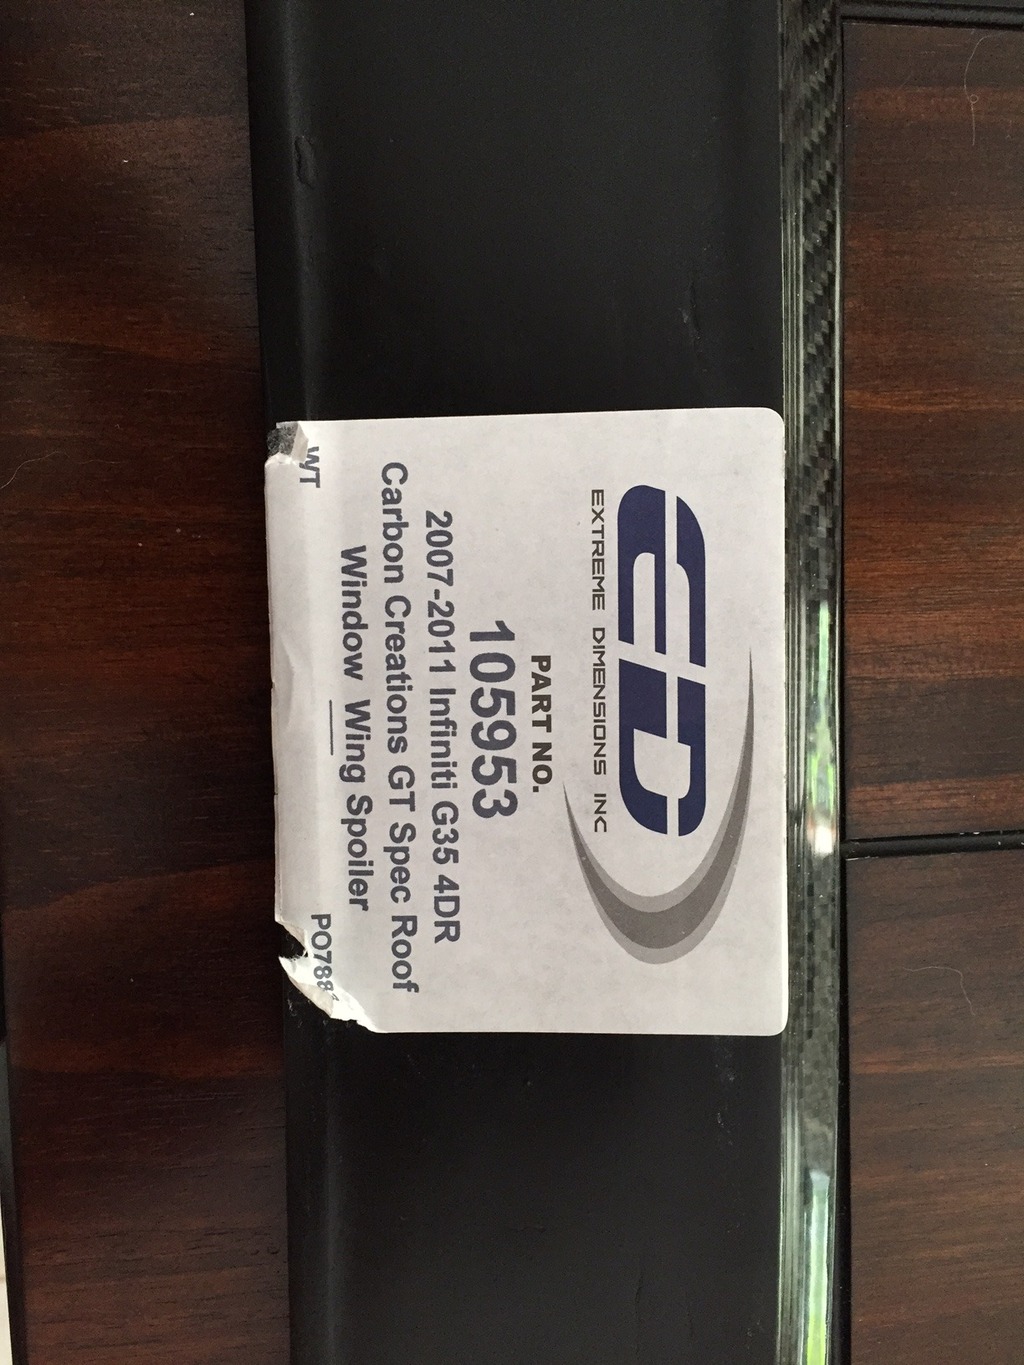 ED
EXTREME DIMENSIONS INC
PART NO.
105953
2007-2011 Infiniti G35 4DR
Carbon Creations GT Spec Roof
Window Wing Spoiler
WT